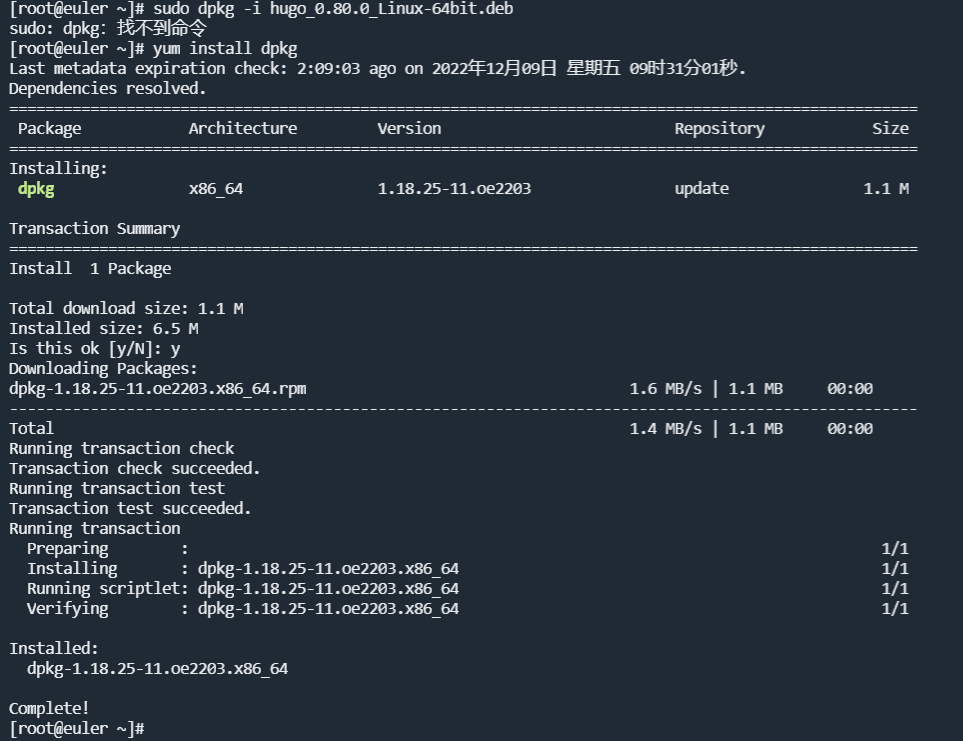 [root@euler ~]# sudo dpkg -i hugo_0.80.0_Linux-64bit.deb
sudo: dpkg: 找不到命令
[root@euler ~]# yum install dpkg
Last metadata expiration check: 2:09:03 ago on 2022年12月09日 星期五 09时31分01秒.
Dependencies resolved.
=====================================================================================================
Package Architecture Version Repository Size
=====================================================================================================
Installing:
dpkg x86_64 1.18.25-11.oe2203 update 1.1 M
Transaction Summary
=====================================================================================================
Install 1 Package
Total download size: 1.1 M
Installed size: 6.5 M
Is this ok [y/N]: y
Downloading Packages:
dpkg-1.18.25-11.oe2203.x86_64.rpm 1.6 MB/s | 1.1 MB 00:00
-----------------------------------------------------------------------------------------------------
Total 1.4 MB/s | 1.1 MB 00:00
Running transaction check
Transaction check succeeded.
Running transaction test
Transaction test succeeded.
Running transaction
Preparing : 1/1
Installing : dpkg-1.18.25-11.oe2203.x86_64 1/1
Running scriptlet: dpkg-1.18.25-11.oe2203.x86_64 1/1
Verifying : dpkg-1.18.25-11.oe2203.x86_64 1/1
Installed:
dpkg-1.18.25-11.oe2203.x86_64
Complete!
[root@euler ~]#